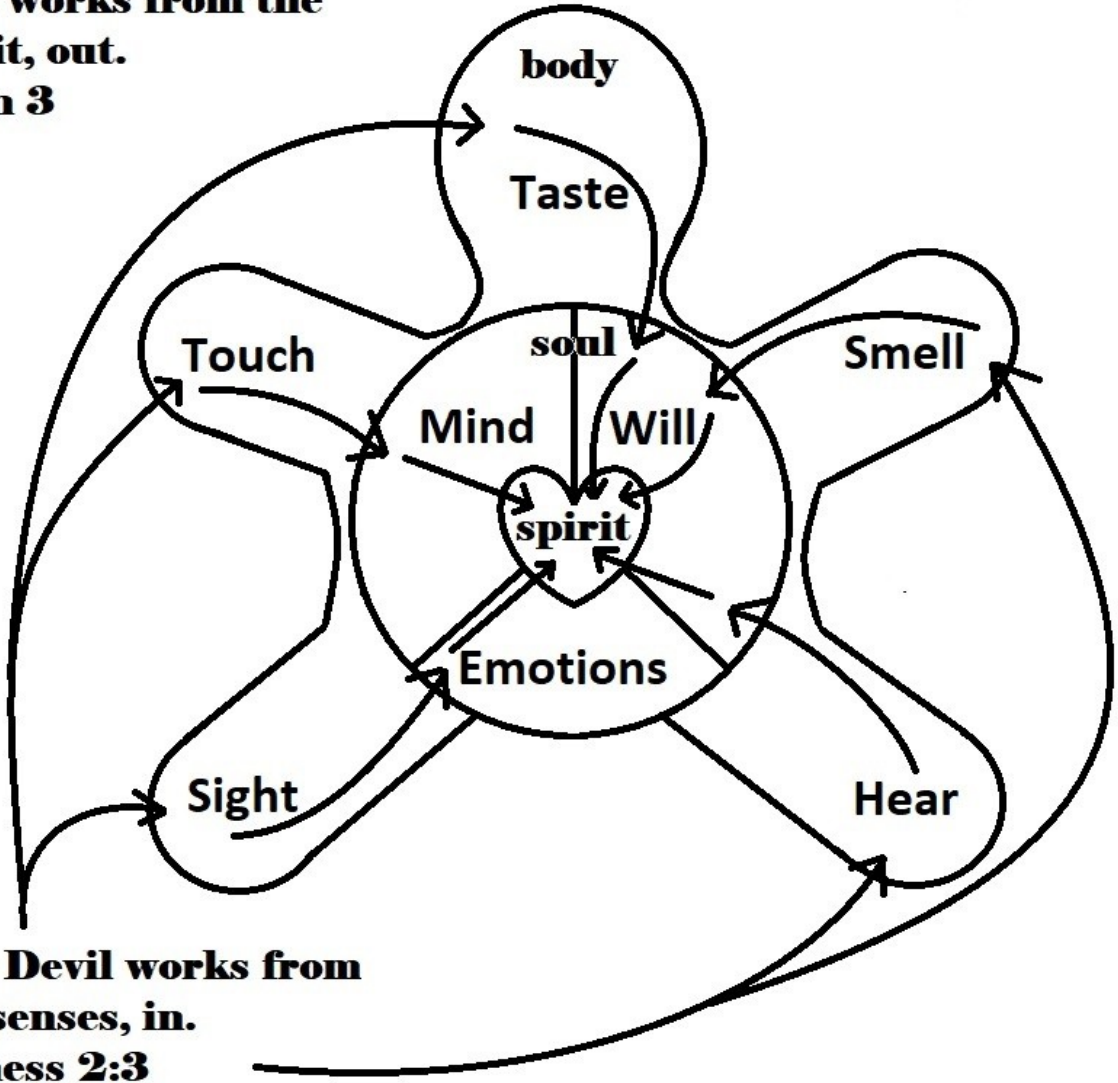 works from the
it, out.
n 3
body
Taste
Touch
Smell
soul
Mind
Will
spirit
Emotions
Sight
Hear
Devil works from
senses, in.
ness 2:3